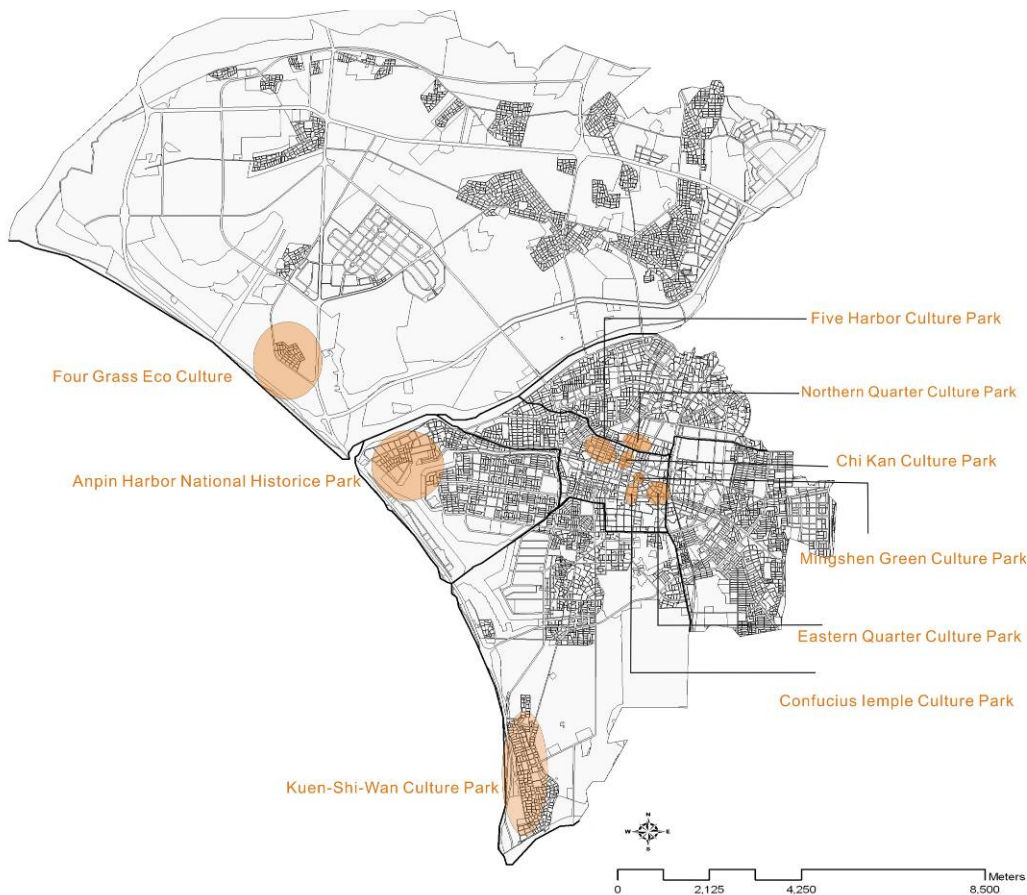 Five Harbor Culture Park
Four Grass Eco Culture
Northern Quarter Culture Park
Chi Kan Culture Park
Anpin Harbor National Historice Park
Mingshen Green Culture Park
Eastern Quarter Culture Park
Confucius Iemple Culture Park
Kuen-Shi-Wan Culture Park
N
W E
S
Meters
0 2,125 4,250 8,500